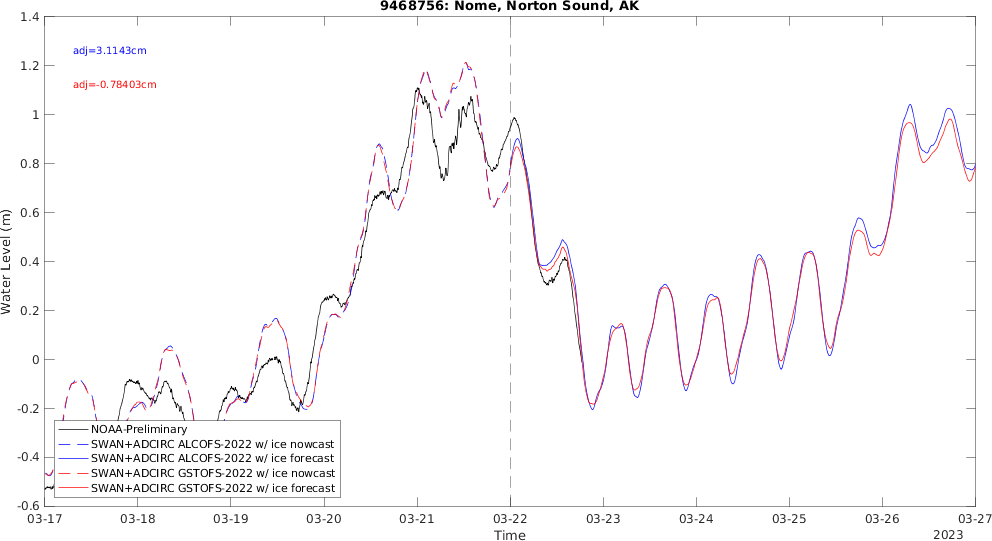 9468756: Nome, Norton Sound, AK
1.4
1.2
1
0.8
0.6
0.4
0.2
0
-0.2
-0.4
-0.6
Water Level (m)
adj=3.1143cm
adj=-0.78403cm
NOAA-Preliminary
SWAN+ADCIRC ALCOFS-2022 w/ ice nowcast
SWAN+ADCIRC ALCOFS-2022 w/ ice forecast
SWAN+ADCIRC GSTOFS-2022 w/ ice nowcast
SWAN+ADCIRC GSTOFS-2022 w/ ice forecast
03-17 03-18 03-19 03-20 03-21 03-22 03-23 03-24 03-25 03-26 03-27
Time
2023